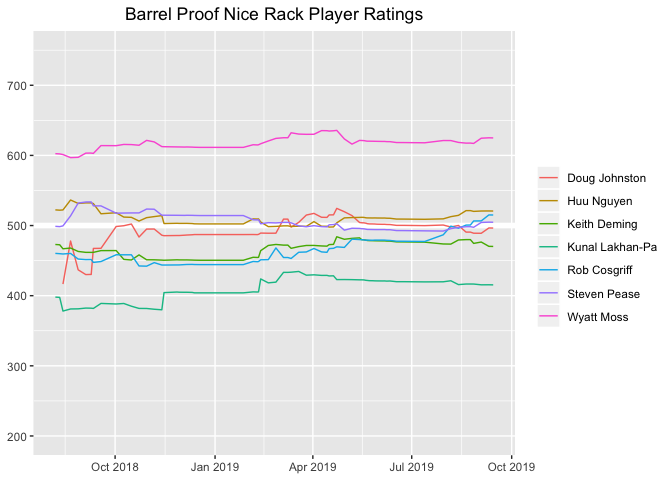 Barrel Proof Nice Rack Player Ratings
700
600
500
400
300
200
Oct 2018
Jan 2019
Apr 2019
Jul 2019
Oct 2019
Doug Johnston
Huu Nguyen
Keith Deming
Kunal Lakhan-Pa
Rob Cosgriff
Steven Pease
Wyatt Moss